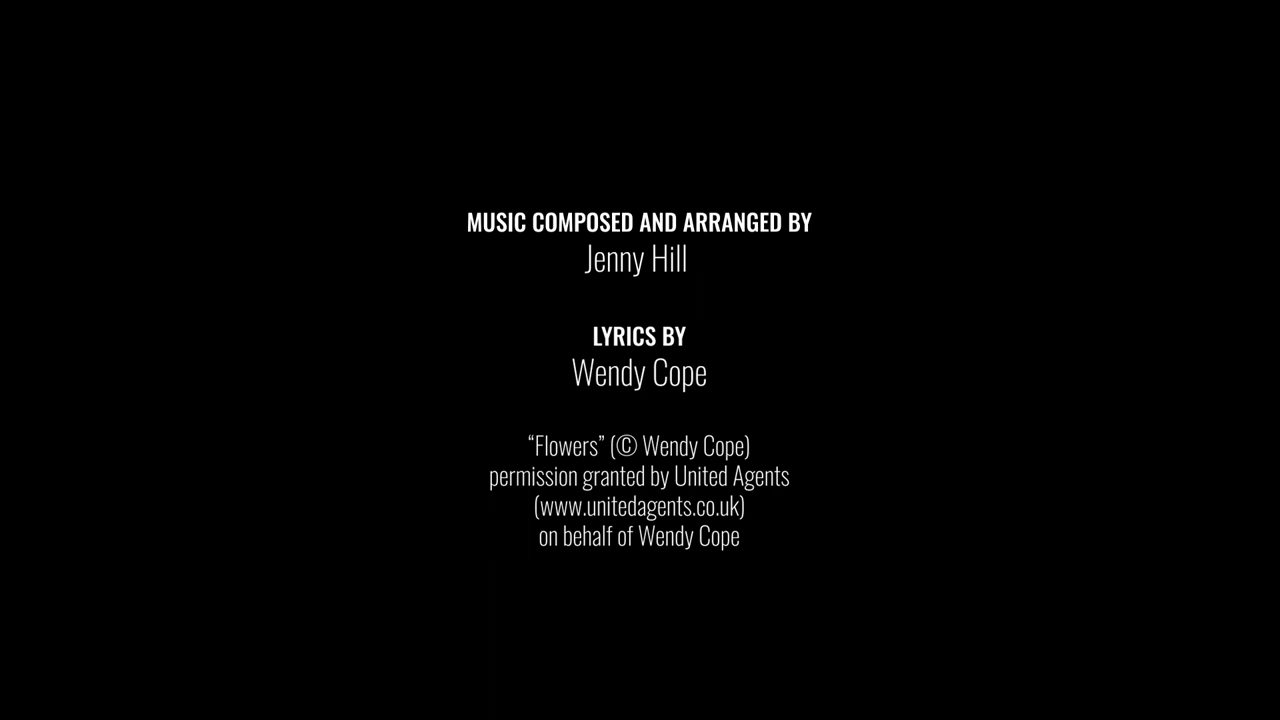 MUSIC COMPOSED AND ARRANGED BY
Jenny Hill
LYRICS BY
Wendy Cope
“Flowers” (© Wendy Cope)
permission granted by United Agents
(www.unitedagents.co.uk)
on behalf of Wendy Cope